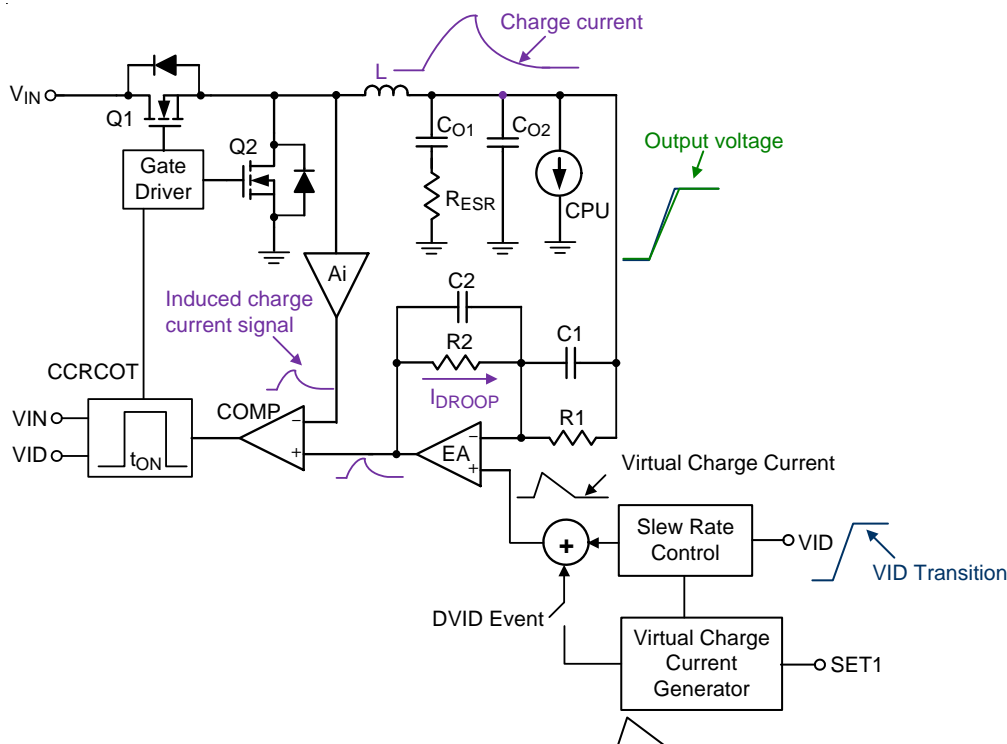 Charge current
L
VIN
Q1
Q2
CO1
CO2
Gate
Driver
RESR
CPU
Output voltage
Ai
C2
Induced charge
current signal
R2
C1
CCRCOT
IDROOP
COMP
R1
VIN
VID
tON
−
+
EA
−
+
Virtual Charge Current
Slew Rate
Control
+
VID
VID Transition
DVID Event
Virtual Charge
Current
Generator
SET1